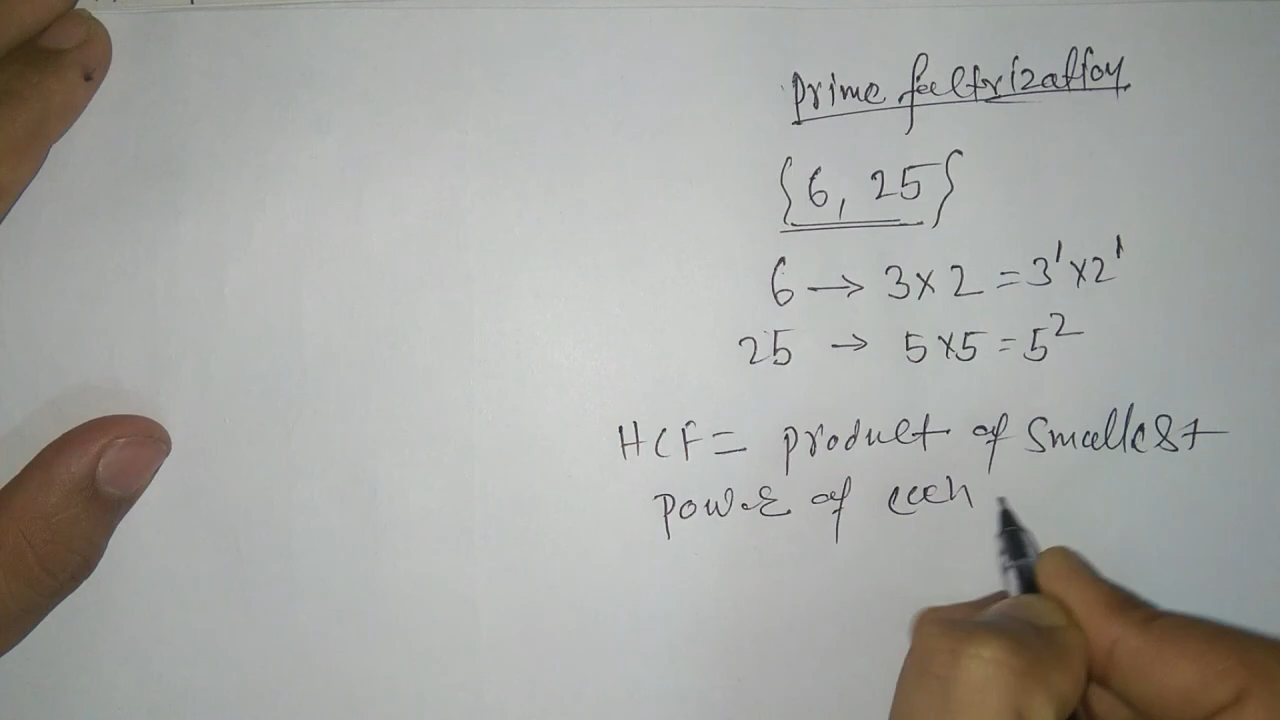 Prime factrization
{6, 25}
6 → 3×2 = 3¹×2¹
25 → 5×5 = 5²
HCF = product of smallest
power of each